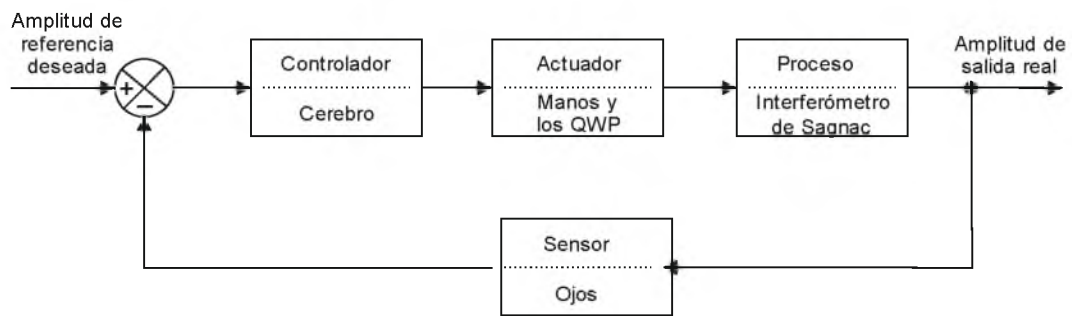 Amplitud de
referencia
deseada
+
−
Controlador
Cerebro
Actuador
Manos y
los QWP
Proceso
Interferómetro
de Sagnac
Amplitud de
salida real
Sensor
Ojos